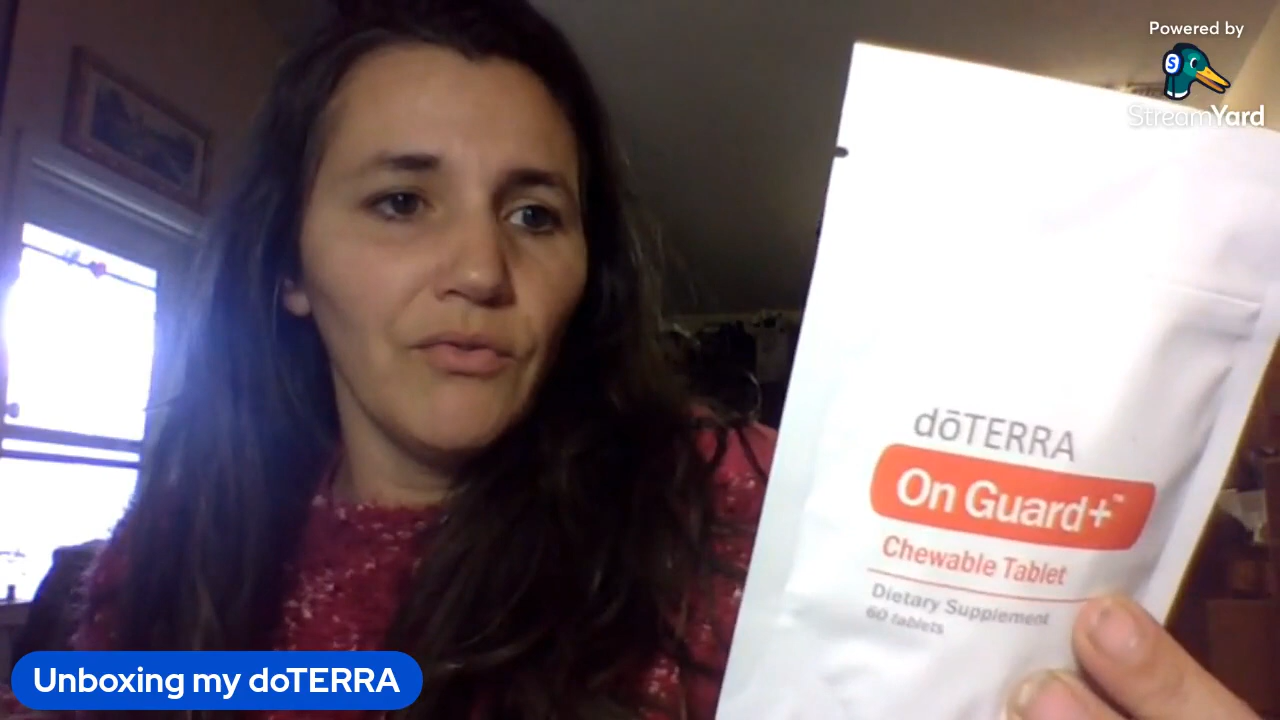 Powered by
S
StreamYard
dōTERRA
On Guard+™
Chewable Tablet
Dietary Supplement
60 tablets
Unboxing my doTERRA